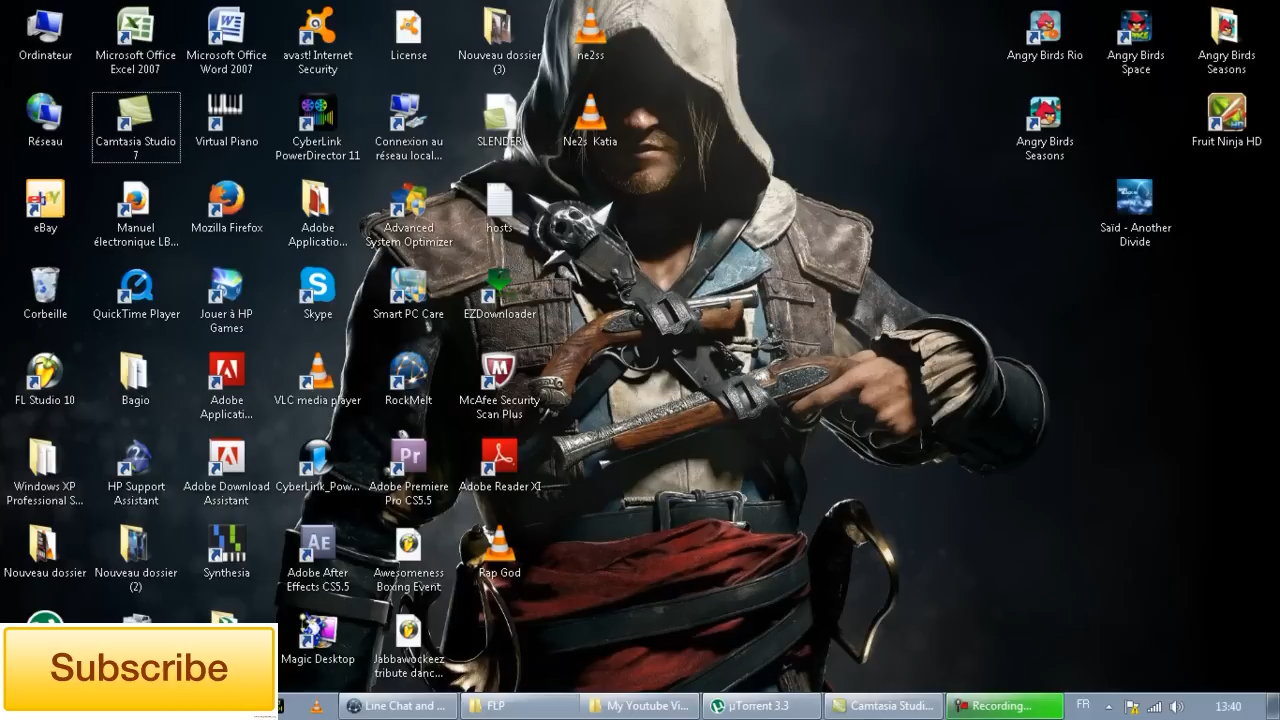 Ordinateur
Microsoft Office Excel 2007
Microsoft Office Word 2007
avast! Internet Security
License
Nouveau dossier (3)
ne2ss
Angry Birds Rio
Angry Birds Space
Angry Birds Seasons
Réseau
Camtasia Studio 7
Virtual Piano
CyberLink PowerDirector 11
Connexion au réseau local...
SLENDER
Ne2s Katia
Angry Birds Seasons
Fruit Ninja HD
eBay
Manuel électronique LB...
Mozilla Firefox
Adobe Applicatio...
Advanced System Optimizer
hosts
Saïd - Another Divide
Corbeille
QuickTime Player
Jouer à HP Games
Skype
Smart PC Care
EZDownloader
FL Studio 10
Bagio
Adobe Applicati...
VLC media player
RockMelt
McAfee Security Scan Plus
Windows XP Professional S...
HP Support Assistant
Adobe Download Assistant
CyberLink_Pow...
Adobe Premiere Pro CS5.5
Adobe Reader XI
Nouveau dossier
Nouveau dossier (2)
Synthesia
Adobe After Effects CS5.5
Awesomeness Boxing Event
Rap God
Magic Desktop
Jabbawockeez tribute danc...
Subscribe
Line Chat and ...
FLP
My Youtube Vi...
µTorrent 3.3
Camtasia Studi...
Recording...
FR
13:40